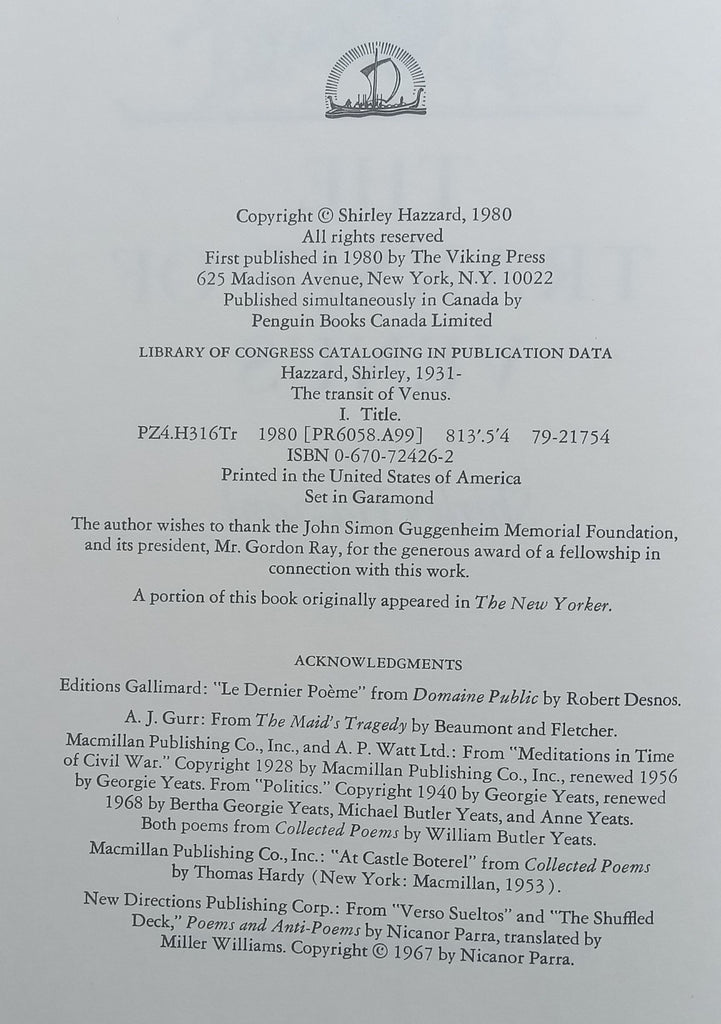 Copyright © Shirley Hazzard, 1980
All rights reserved
First published in 1980 by The Viking Press
625 Madison Avenue, New York, N.Y. 10022
Published simultaneously in Canada by
Penguin Books Canada Limited
LIBRARY OF CONGRESS CATALOGING IN PUBLICATION DATA
Hazzard, Shirley, 1931-
The transit of Venus.
I. Title.
PZ4.H316Tr 1980 [PR6058.A99] 813'.5'4 79-21754
ISBN 0-670-72426-2
Printed in the United States of America
Set in Garamond
The author wishes to thank the John Simon Guggenheim Memorial Foundation,
and its president, Mr. Gordon Ray, for the generous award of a fellowship in
connection with this work.
A portion of this book originally appeared in The New Yorker.
ACKNOWLEDGMENTS
Editions Gallimard: "Le Dernier Poème" from Domaine Public by Robert Desnos.
A. J. Gurr: From The Maid's Tragedy by Beaumont and Fletcher.
Macmillan Publishing Co., Inc., and A. P. Watt Ltd.: From "Meditations in Time
of Civil War." Copyright 1928 by Macmillan Publishing Co., Inc., renewed 1956
by Georgie Yeats. From "Politics." Copyright 1940 by Georgie Yeats, renewed
1968 by Bertha Georgie Yeats, Michael Butler Yeats, and Anne Yeats.
Both poems from Collected Poems by William Butler Yeats.
Macmillan Publishing Co., Inc.: "At Castle Boterel" from Collected Poems
by Thomas Hardy (New York: Macmillan, 1953).
New Directions Publishing Corp.: From "Verso Sueltos" and "The Shuffled
Deck," Poems and Anti-Poems by Nicanor Parra, translated by
Miller Williams. Copyright © 1967 by Nicanor Parra.